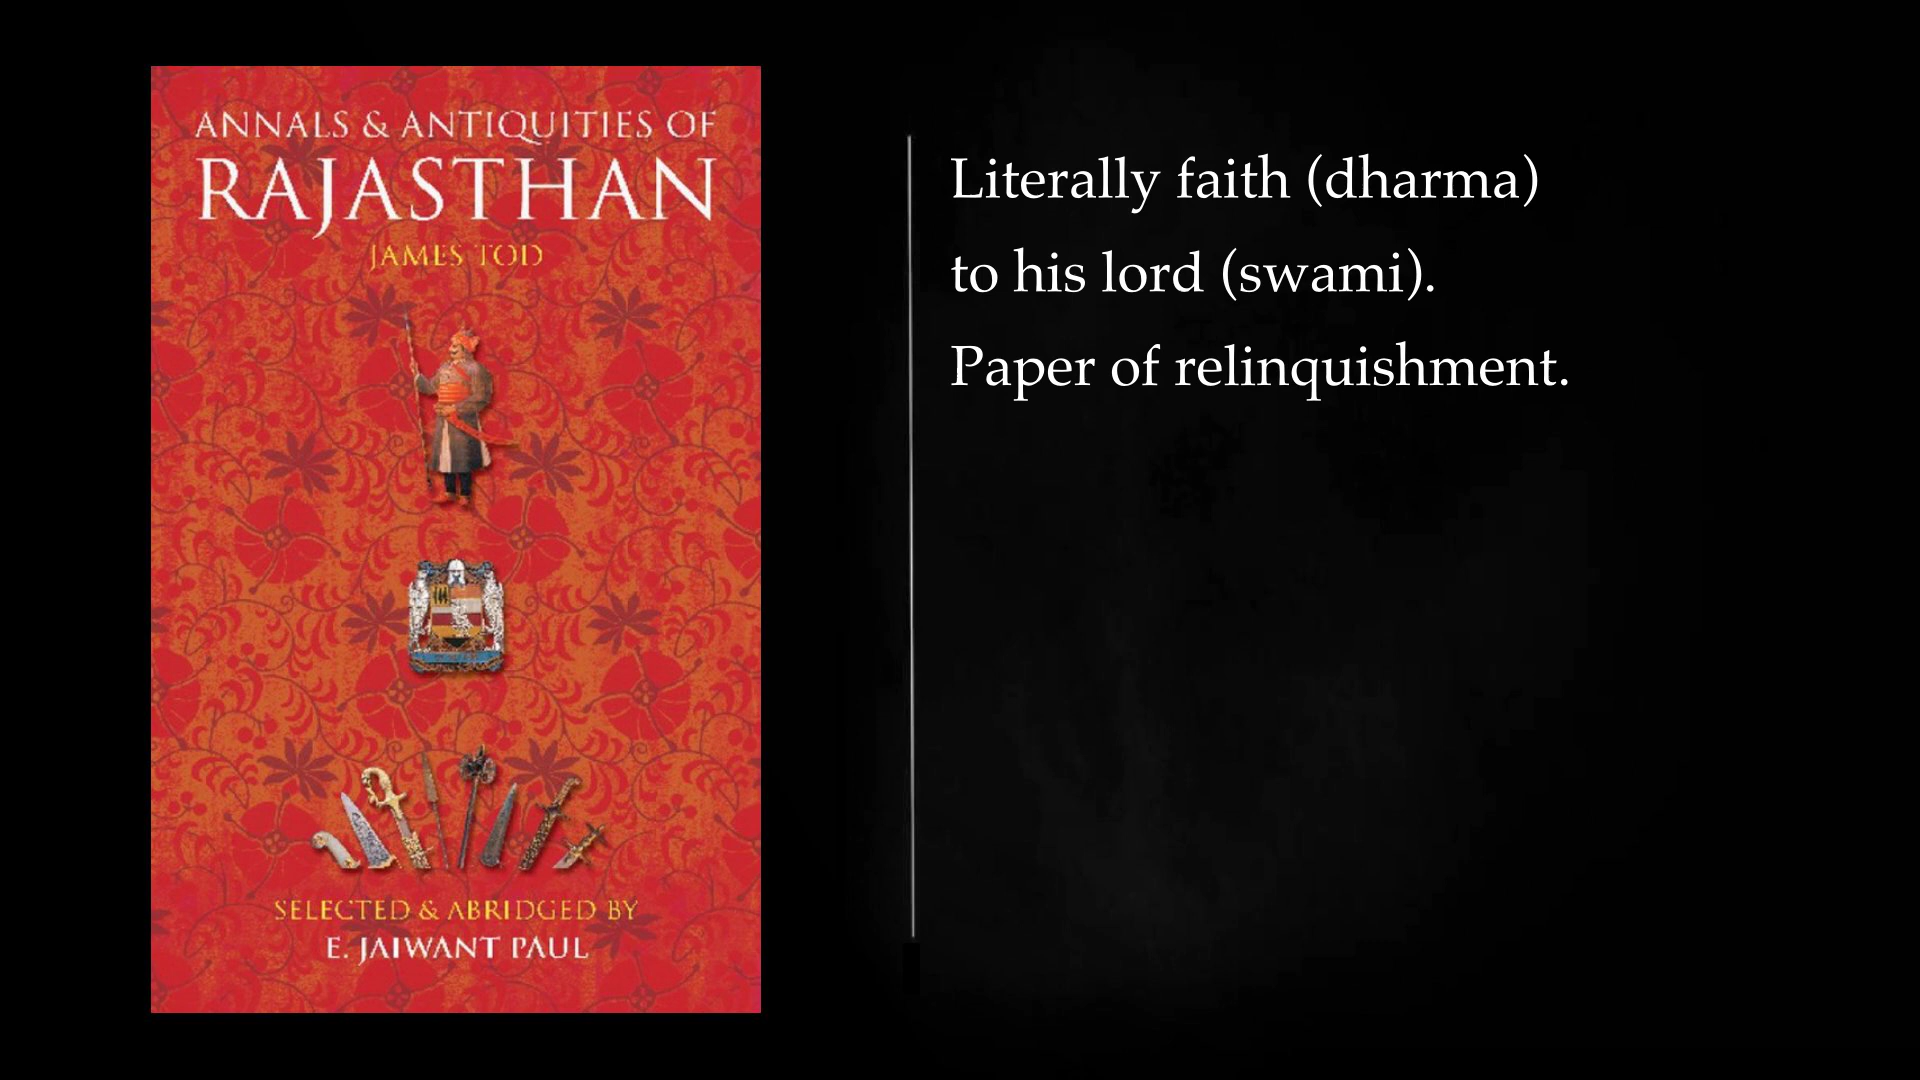 ANNALS & ANTIQUITIES OF
RAJASTHAN
JAMES TOD
SELECTED & ABRIDGED BY
E. JAIWANT PAUL
Literally faith (dharma)
to his lord (swami).
Paper of relinquishment.